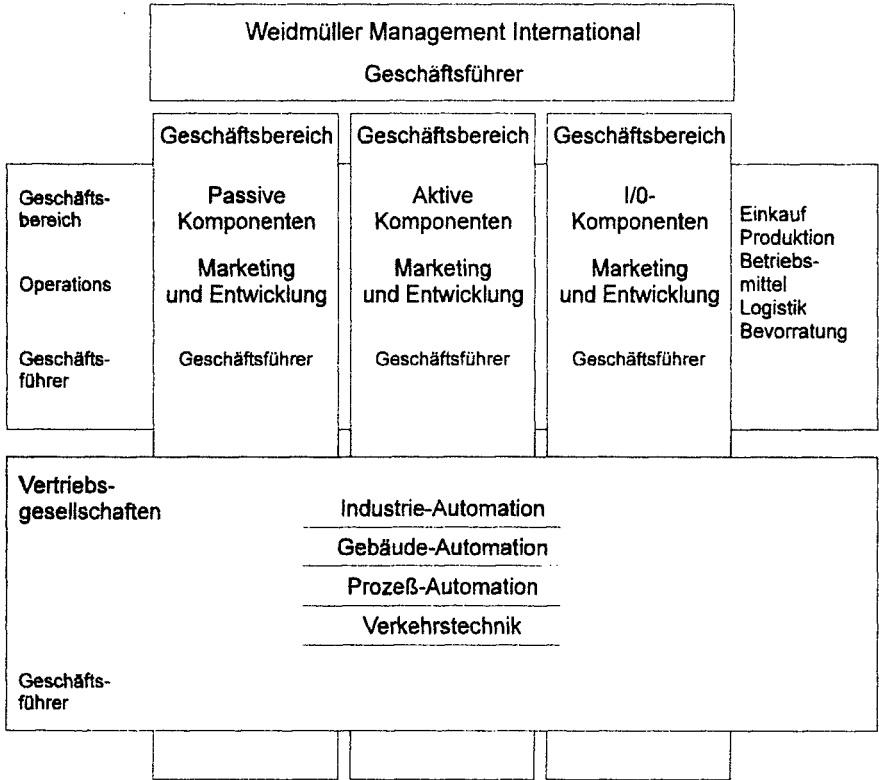 Weidmüller Management International
Geschäftsführer
Geschäftsbereich
Geschäftsbereich
Geschäftsbereich
Geschäfts-
bereich
Operations
Geschäfts-
führer
Passive
Komponenten
Marketing
und Entwicklung
Geschäftsführer
Aktive
Komponenten
Marketing
und Entwicklung
Geschäftsführer
I/0-
Komponenten
Marketing
und Entwicklung
Geschäftsführer
Einkauf
Produktion
Betriebs-
mittel
Logistik
Bevorratung
Vertriebs-
gesellschaften
Industrie-Automation
Gebäude-Automation
Prozeß-Automation
Verkehrstechnik
Geschäfts-
führer